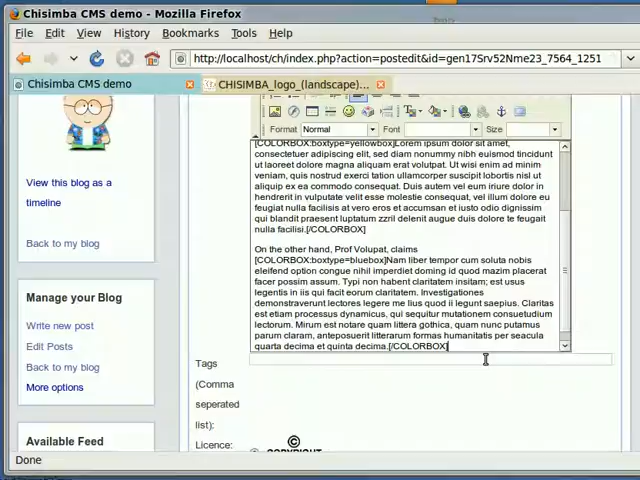 Chisimba CMS demo - Mozilla Firefox
File Edit View History Bookmarks Tools Help
http://localhost/ch/index.php?action=postedit&id=gen17Srv52Nme23_7564_1251
Chisimba CMS demo
CHISIMBA_logo_(landscape)...
View this blog as a
timeline
Back to my blog
Manage your Blog
Write new post
Edit Posts
Back to my blog
More options
Available Feed
Format Normal Font Size
[COLORBOX:boxtype=yellowbox]Lorem ipsum dolor sit amet,
consectetuer adipiscing elit, sed diam nonummy nibh euismod tincidunt
ut laoreet dolore magna aliquam erat volutpat. Ut wisi enim ad minim
veniam, quis nostrud exerci tation ullamcorper suscipit lobortis nisl ut
aliquip ex ea commodo consequat. Duis autem vel eum iriure dolor in
hendrerit in vulputate velit esse molestie consequat, vel illum dolore eu
feugiat nulla facilisis at vero eros et accumsan et iusto odio dignissim
qui blandit praesent luptatum zzril delenit augue duis dolore te feugait
nulla facilisi.[/COLORBOX]
On the other hand, Prof Volupat, claims
[COLORBOX:boxtype=bluebox]Nam liber tempor cum soluta nobis
eleifend option congue nihil imperdiet doming id quod mazim placerat
facer possim assum. Typi non habent claritatem insitam; est usus
legentis in iis qui facit eorum claritatem. Investigationes
demonstraverunt lectores legere me lius quod ii legunt saepius. Claritas
est etiam processus dynamicus, qui sequitur mutationem consuetudium
lectorum. Mirum est notare quam littera gothica, quam nunc putamus
parum claram, anteposuerit litterarum formas humanitatis per seacula
quarta decima et quinta decima.[/COLORBOX]
Tags
(Comma
seperated
list):
Licence:
©
COPYRIGHT
Done